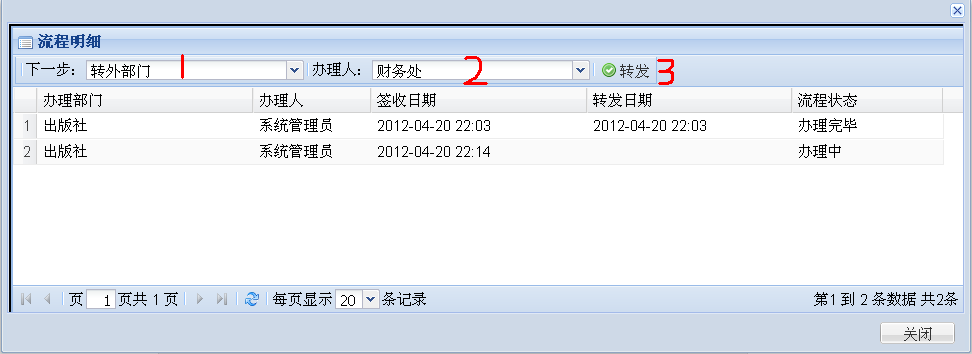 流程明细
下一步： 转外部门 1 办理人： 财务处 2 转发 3
办理部门 办理人 签收日期 转发日期 流程状态
1 出版社 系统管理员 2012-04-20 22:03 2012-04-20 22:03 办理完毕
2 出版社 系统管理员 2012-04-20 22:14 办理中
页 1 页共 1 页 每页显示 20 条记录 第1 到 2 条数据 共2条
关闭